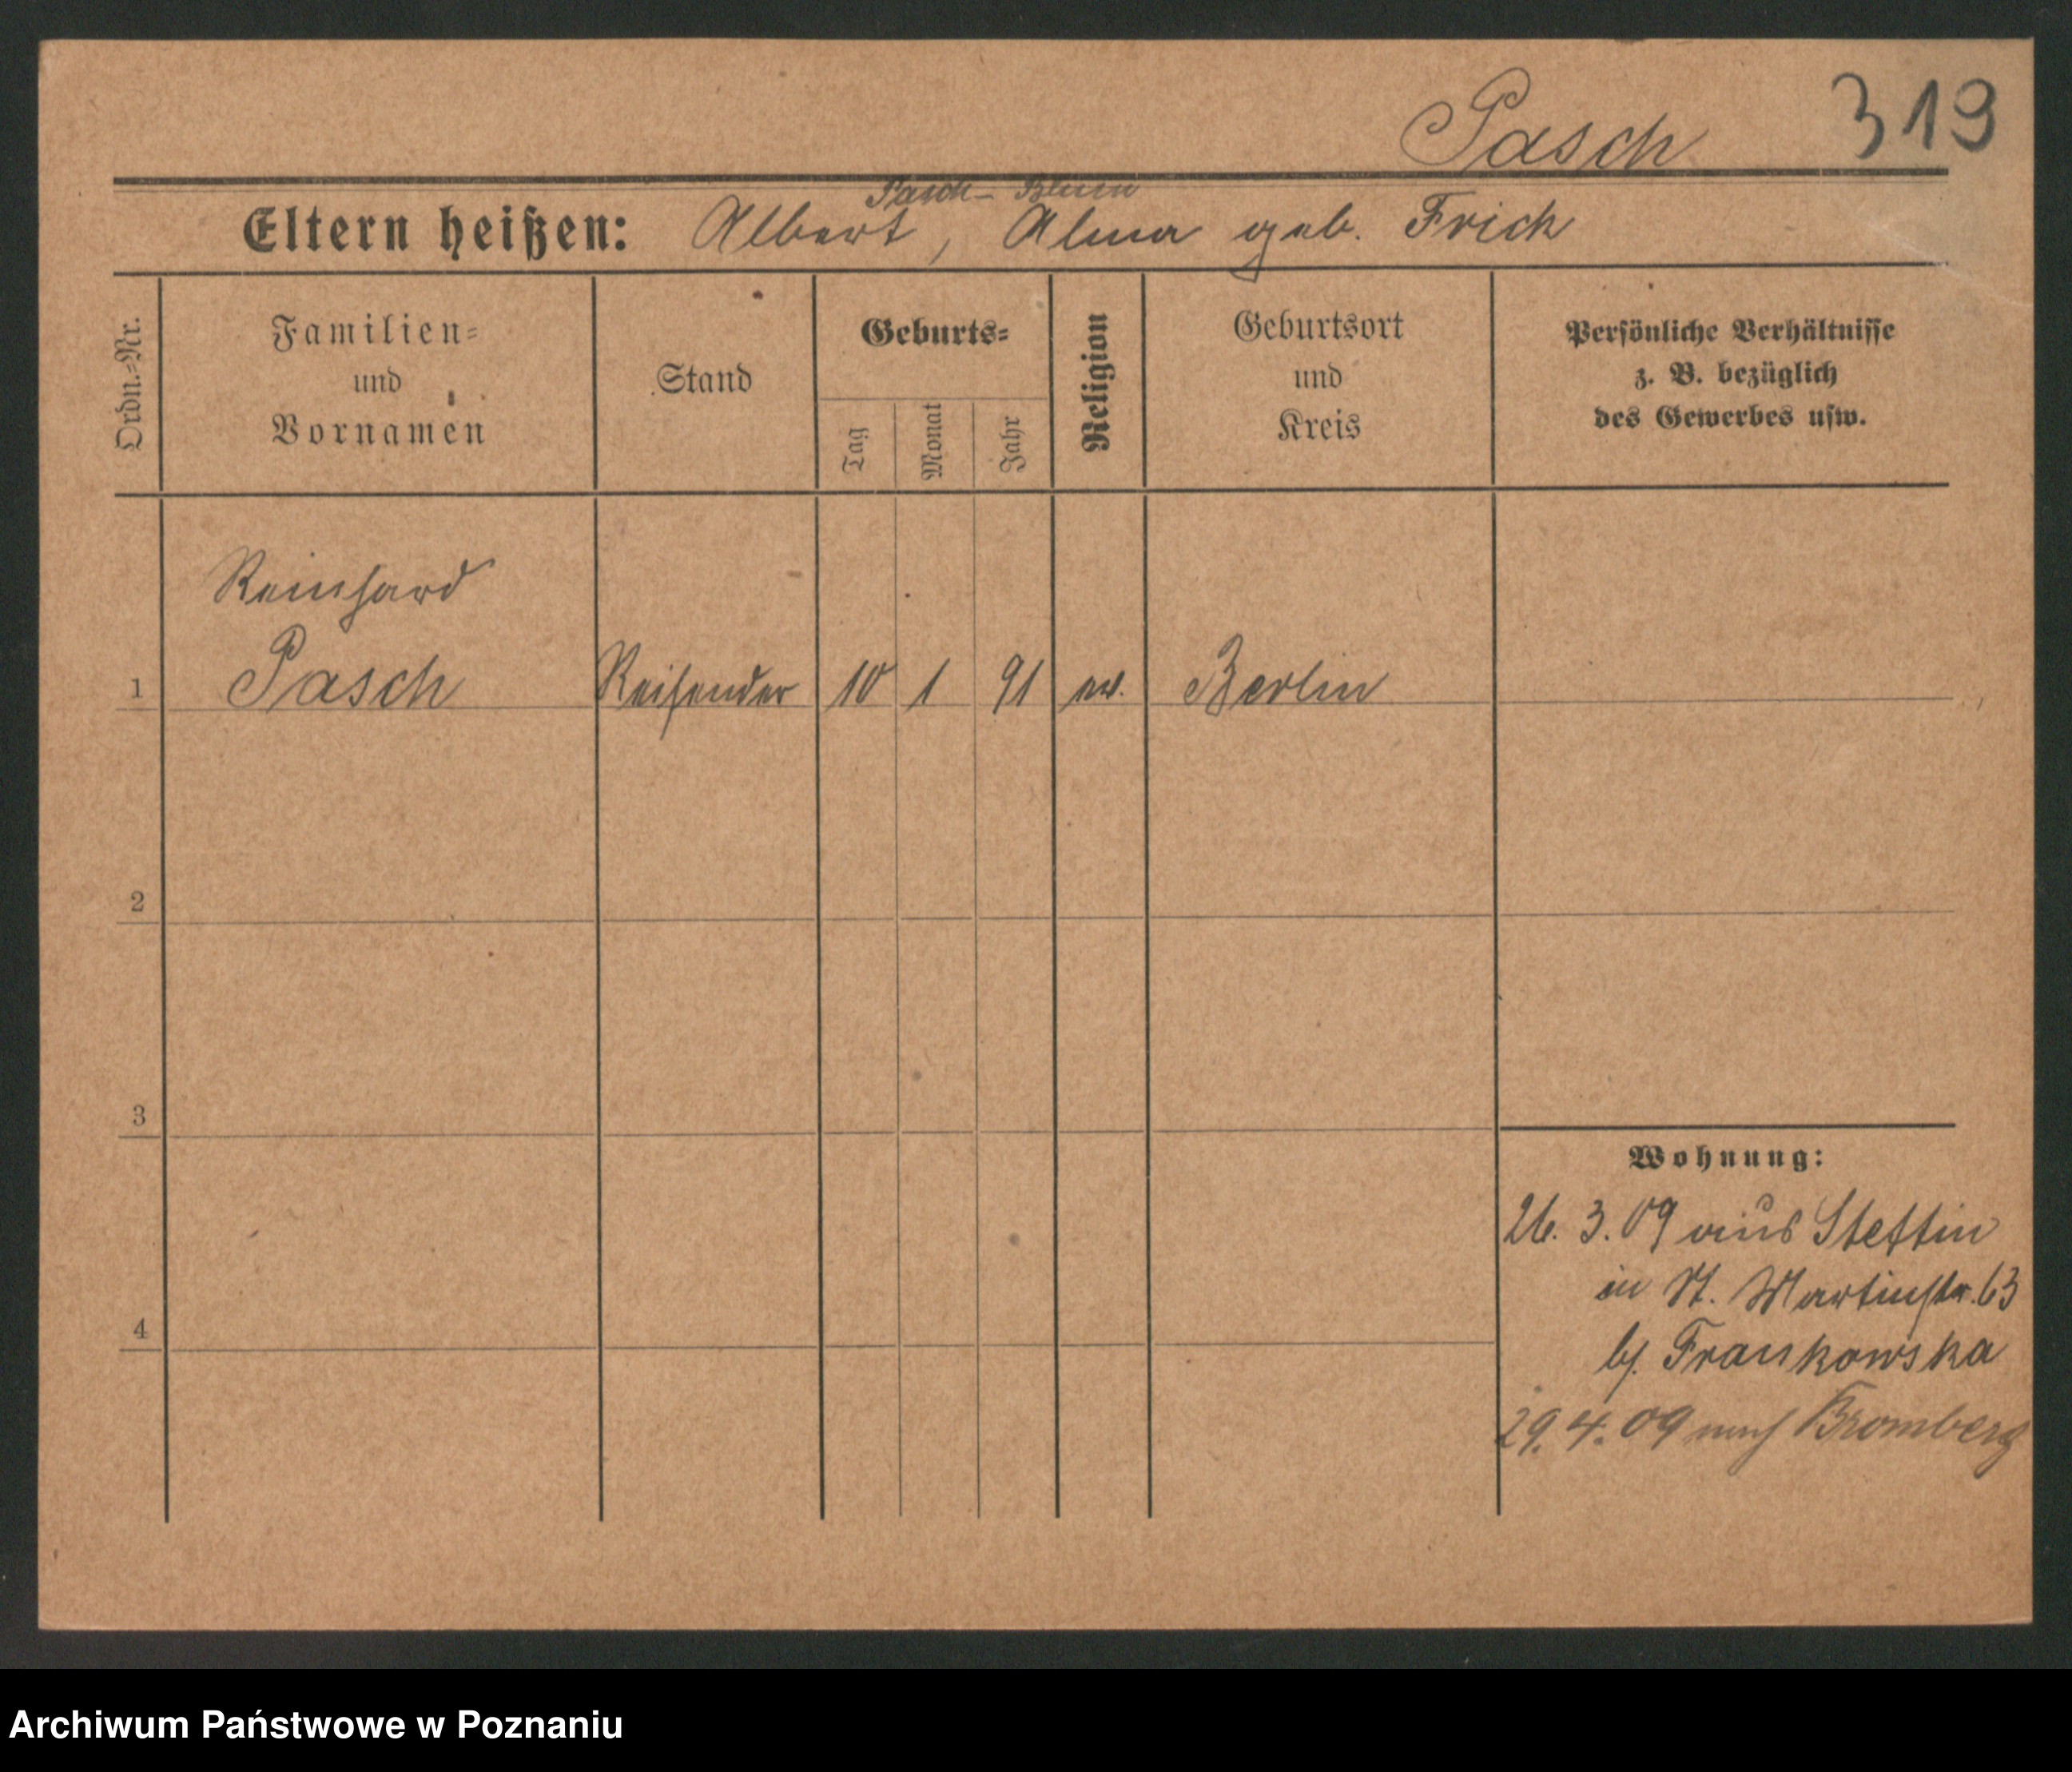 Pasch 319
Pasch - Blum
Eltern heißen: Albert, Alma geb. Frich
Ordn.=Nr.
Familien=
und
Vornamen
Stand
Geburts=
Tag
Monat
Jahr
Religion
Geburtsort
und
Kreis
Persönliche Verhältnisse
z. B. bezüglich
des Gewerbes usw.
Reinhard
1 Pasch Reisender 10 1 91 ev. Berlin
2
3
Wohnung:
26. 3. 09 aus Stettin
in St. Martinstr. 63
4
b/. Frankowska
29. 4. 09 nach Bromberg
Archiwum Państwowe w Poznaniu